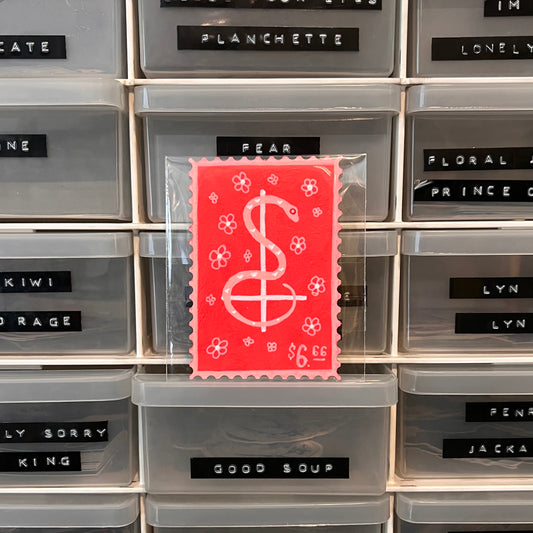 IM
CATE
PLANCHETTE
LONELY
NE
FEAR
FLORAL
PRINCE
KIWI
RAGE
LYN
LYN
$6.66
LY SORRY
KING
GOOD SOUP
PENR
JACKA